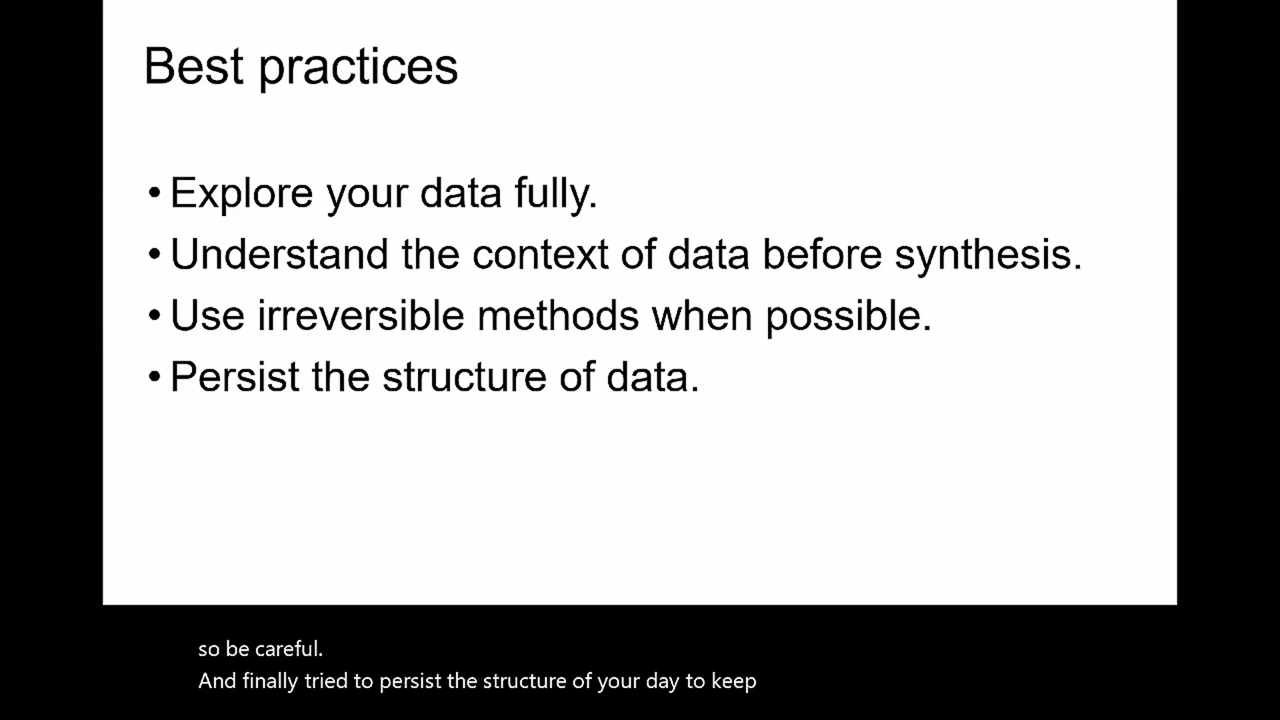 Best practices
• Explore your data fully.
• Understand the context of data before synthesis.
• Use irreversible methods when possible.
• Persist the structure of data.
so be careful.
And finally tried to persist the structure of your day to keep